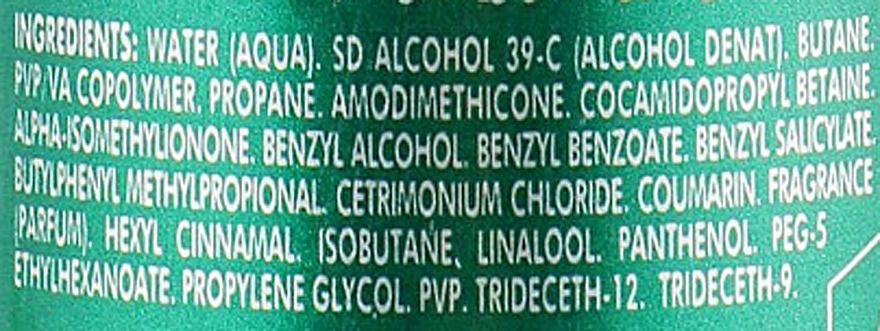 INGREDIENTS: WATER (AQUA). SD ALCOHOL 39-C (ALCOHOL DENAT). BUTANE.
PVP/VA COPOLYMER. PROPANE. AMODIMETHICONE. COCAMIDOPROPYL BETAINE.
ALPHA-ISOMETHYLIONONE. BENZYL ALCOHOL. BENZYL BENZOATE. BENZYL SALICYLATE.
BUTYLPHENYL METHYLPROPIONAL. CETRIMONIUM CHLORIDE. COUMARIN. FRAGRANCE
(PARFUM). HEXYL CINNAMAL. ISOBUTANE, LINALOOL. PANTHENOL. PEG-5
ETHYLHEXANOATE. PROPYLENE GLYCOL. PVP. TRIDECETH-12. TRIDECETH-9.